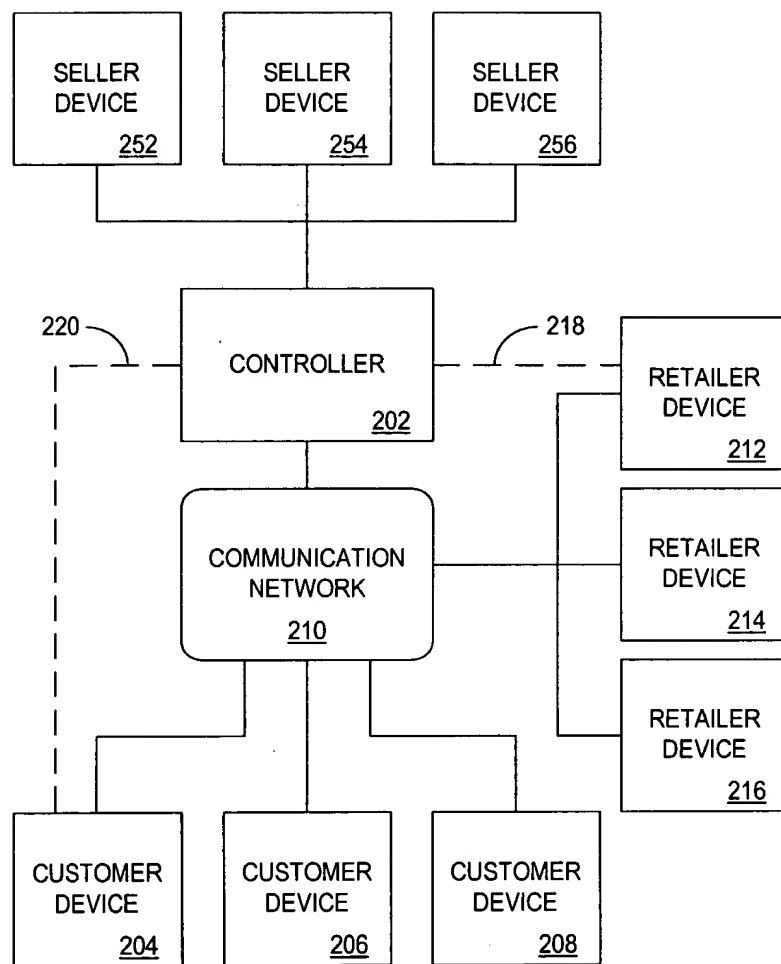 SELLER
DEVICE
252
SELLER
DEVICE
254
SELLER
DEVICE
256
220
218
CONTROLLER
202
RETAILER
DEVICE
212
COMMUNICATION
NETWORK
210
RETAILER
DEVICE
214
RETAILER
DEVICE
216
CUSTOMER
DEVICE
204
CUSTOMER
DEVICE
206
CUSTOMER
DEVICE
208